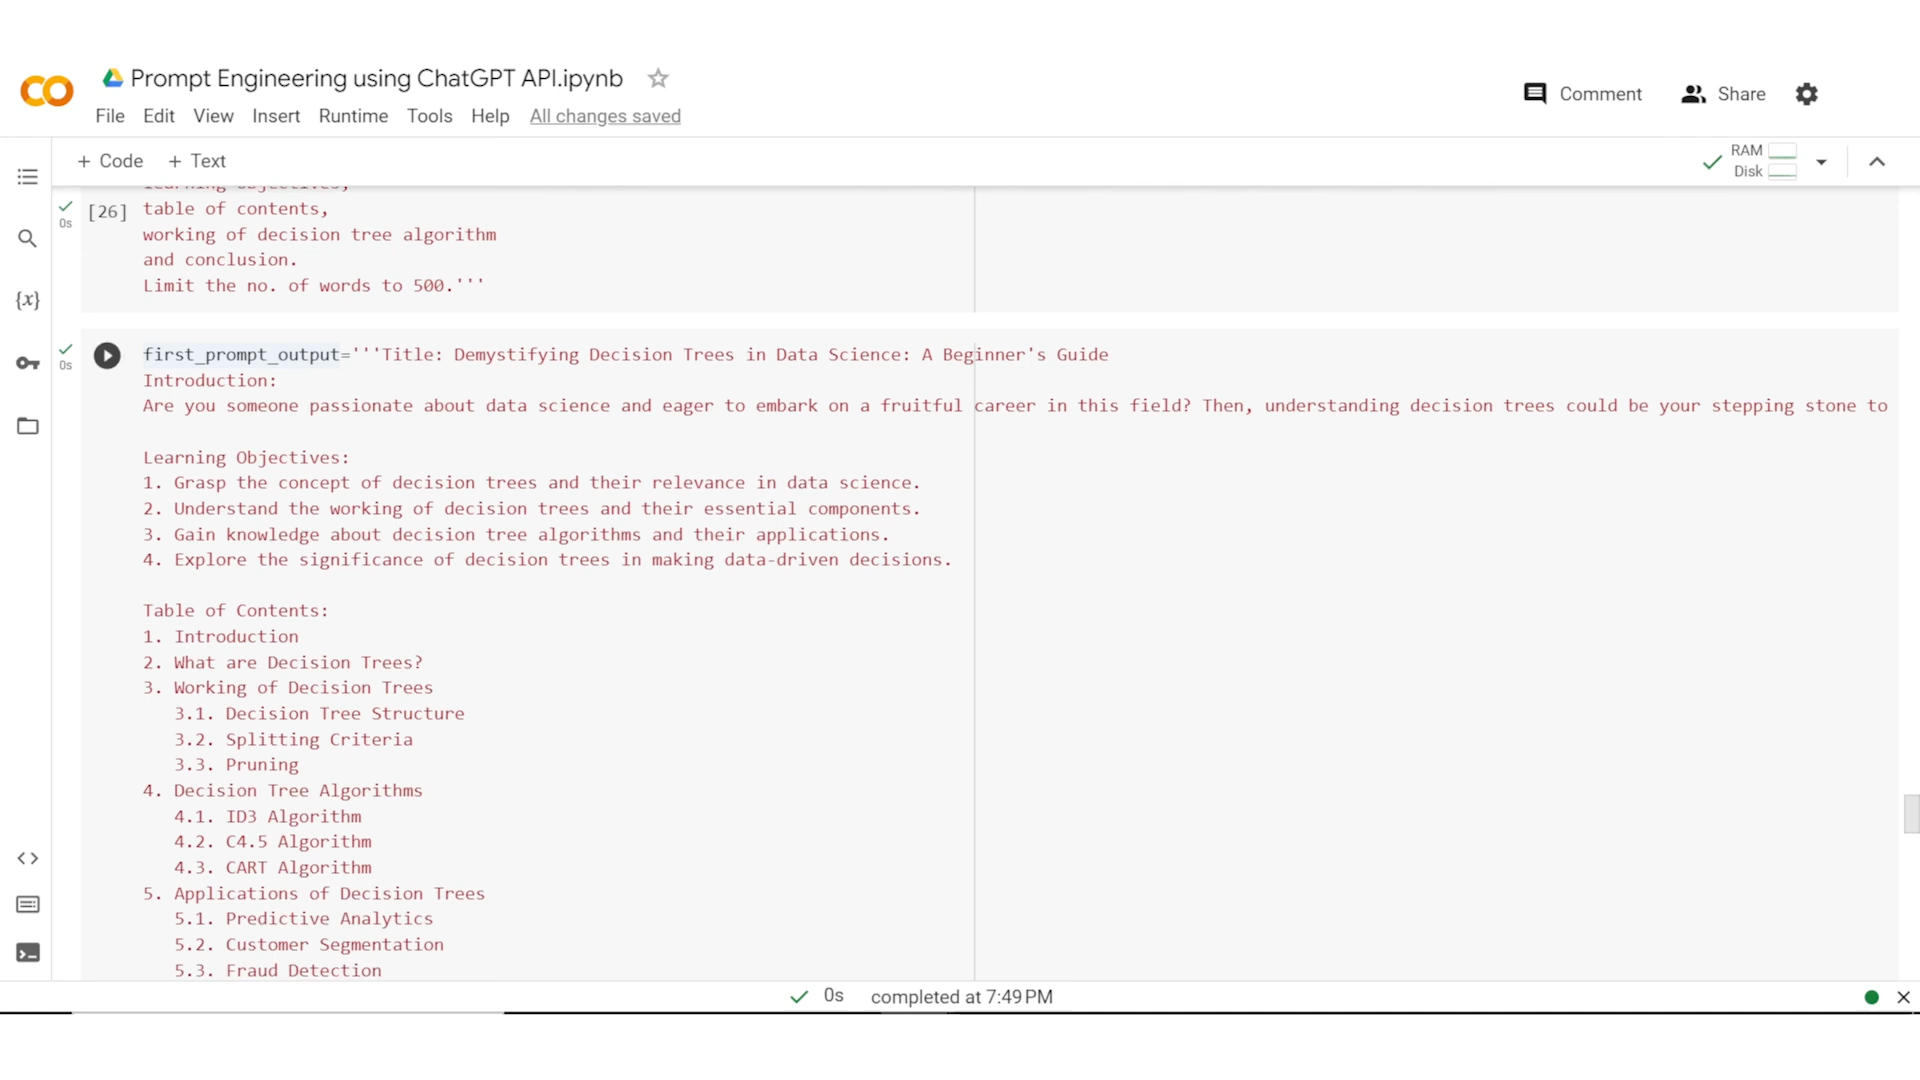 Prompt Engineering using ChatGPT API.ipynb
File Edit View Insert Runtime Tools Help All changes saved
Comment Share
+ Code + Text
RAM
Disk
learning objectives,
0s [26] table of contents,
working of decision tree algorithm
and conclusion.
Limit the no. of words to 500.'''
0s first_prompt_output='''Title: Demystifying Decision Trees in Data Science: A Beginner's Guide
Introduction:
Are you someone passionate about data science and eager to embark on a fruitful career in this field? Then, understanding decision trees could be your stepping stone to
Learning Objectives:
1. Grasp the concept of decision trees and their relevance in data science.
2. Understand the working of decision trees and their essential components.
3. Gain knowledge about decision tree algorithms and their applications.
4. Explore the significance of decision trees in making data-driven decisions.
Table of Contents:
1. Introduction
2. What are Decision Trees?
3. Working of Decision Trees
3.1. Decision Tree Structure
3.2. Splitting Criteria
3.3. Pruning
4. Decision Tree Algorithms
4.1. ID3 Algorithm
4.2. C4.5 Algorithm
4.3. CART Algorithm
5. Applications of Decision Trees
5.1. Predictive Analytics
5.2. Customer Segmentation
5.3. Fraud Detection
0s completed at 7:49 PM